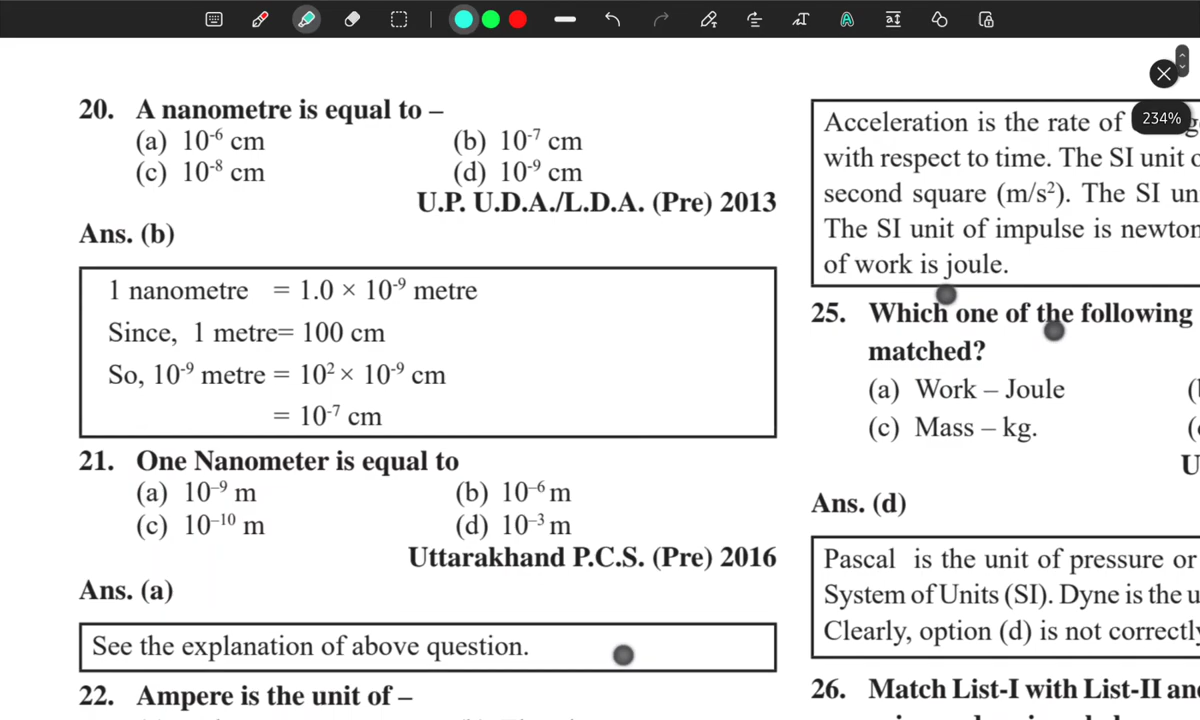 234%
20. A nanometre is equal to –
(a) 10⁻⁶ cm (b) 10⁻⁷ cm
(c) 10⁻⁸ cm (d) 10⁻⁹ cm
U.P. U.D.A./L.D.A. (Pre) 2013
Ans. (b)
1 nanometre = 1.0 × 10⁻⁹ metre
Since, 1 metre= 100 cm
So, 10⁻⁹ metre = 10² × 10⁻⁹ cm
= 10⁻⁷ cm
21. One Nanometer is equal to
(a) 10⁻⁹ m (b) 10⁻⁶ m
(c) 10⁻¹⁰ m (d) 10⁻³ m
Uttarakhand P.C.S. (Pre) 2016
Ans. (a)
See the explanation of above question.
22. Ampere is the unit of –
Acceleration is the rate of
with respect to time. The SI unit
second square (m/s²). The SI
The SI unit of impulse is
of work is joule.
25. Which one of the following
matched?
(a) Work – Joule
(c) Mass – kg.
U
Ans. (d)
Pascal is the unit of pressure or
System of Units (SI). Dyne is the
Clearly, option (d) is not
26. Match List-I with List-II